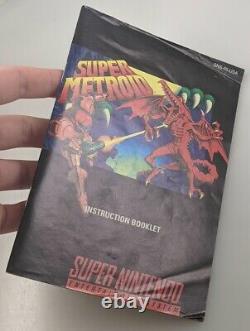 SNS-RI-USA
SUPER
METROID
INSTRUCTION BOOKLET
SUPER NINTENDO
ENTERTAINMENT SYSTEM